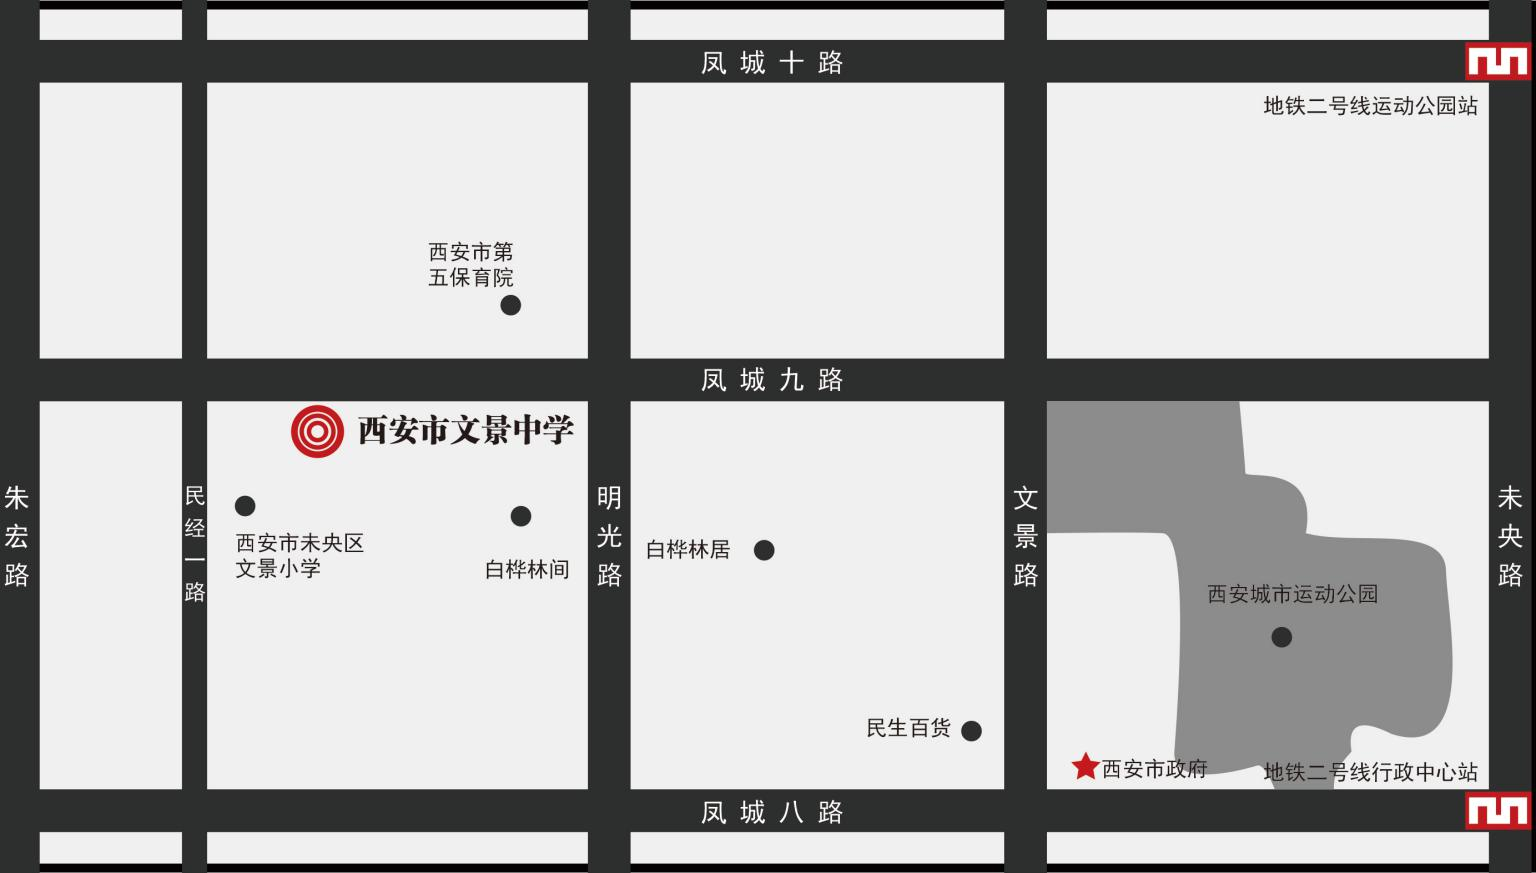 凤城十路
地铁二号线运动公园站
西安市第
五保育院
凤城九路
西安市文景中学
朱宏路
民经一路
明光路
文景路
未央路
西安市未央区
文景小学
白桦林间
白桦林居
西安城市运动公园
民生百货
西安市政府
地铁二号线行政中心站
凤城八路